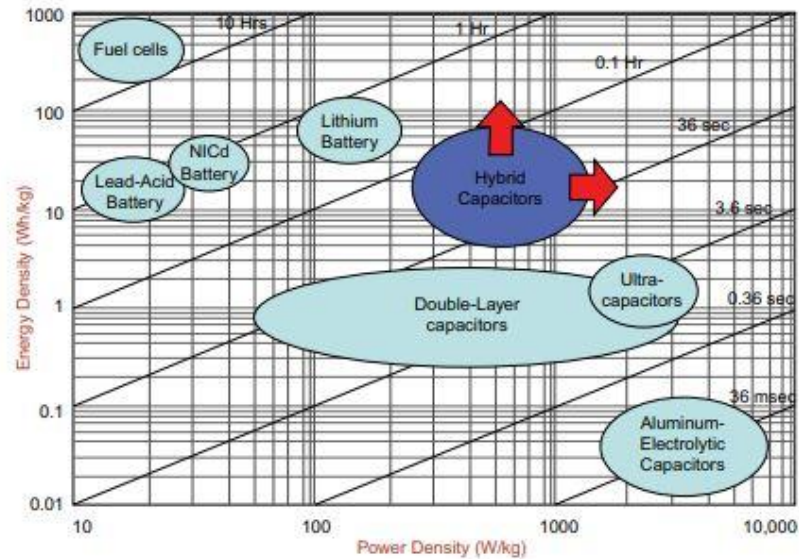 1000
100
10
1
0.1
0.01
Energy Density (Wh/kg)
10 Hrs
1 Hr
0.1 Hr
36 sec
3.6 sec
0.36 sec
36 msec
Fuel cells
Lithium
Battery
NICd
Battery
Lead-Acid
Battery
Hybrid
Capacitors
Ultra-
capacitors
Double-Layer
capacitors
Aluminum-
Electrolytic
Capacitors
10
100
1000
10,000
Power Density (W/kg)